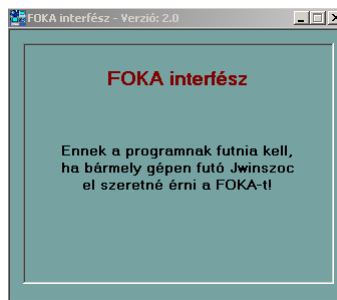 FOKA interfész - Verzió: 2.0
FOKA interfész
Ennek a programnak futnia kell,
ha bármely gépen futó Jwinszoc
el szeretné érni a FOKA-t!